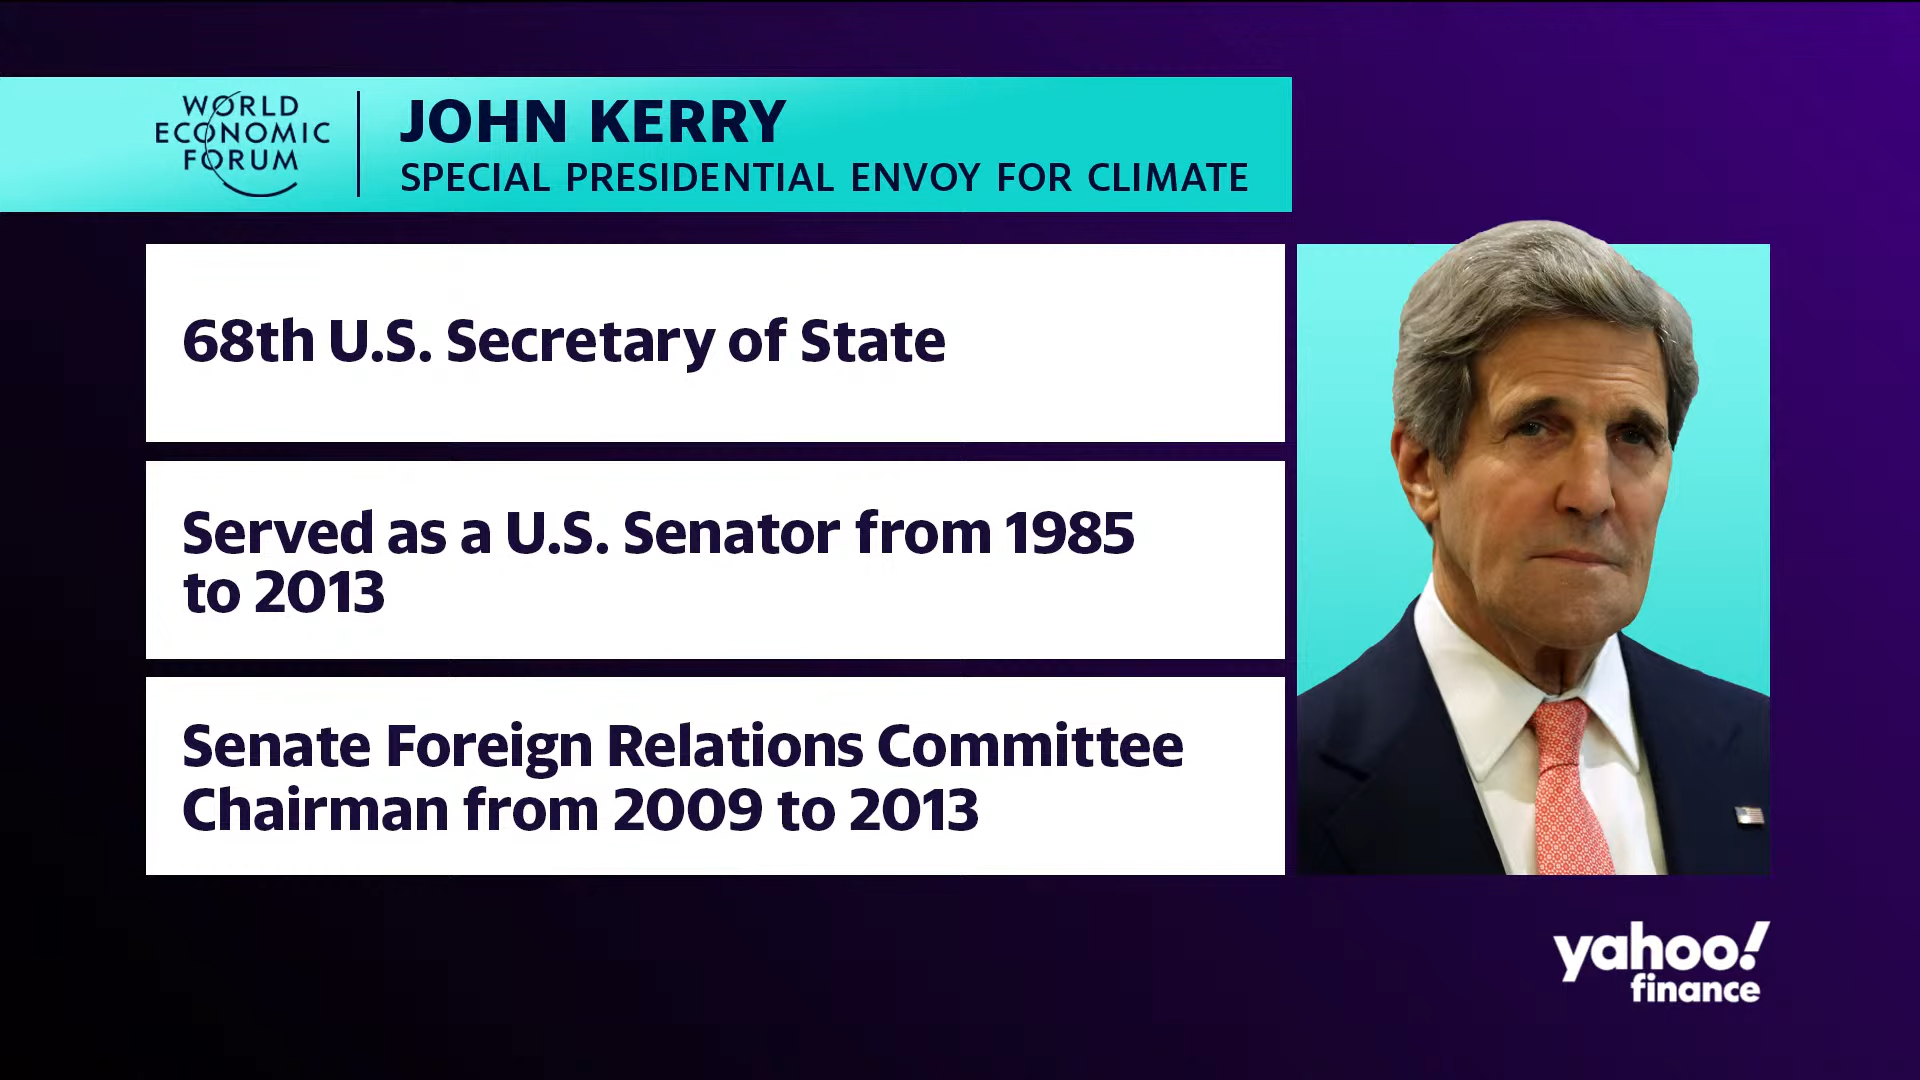 WORLD
ECONOMIC
FORUM
JOHN KERRY
SPECIAL PRESIDENTIAL ENVOY FOR CLIMATE
68th U.S. Secretary of State
Served as a U.S. Senator from 1985
to 2013
Senate Foreign Relations Committee
Chairman from 2009 to 2013
yahoo!
finance